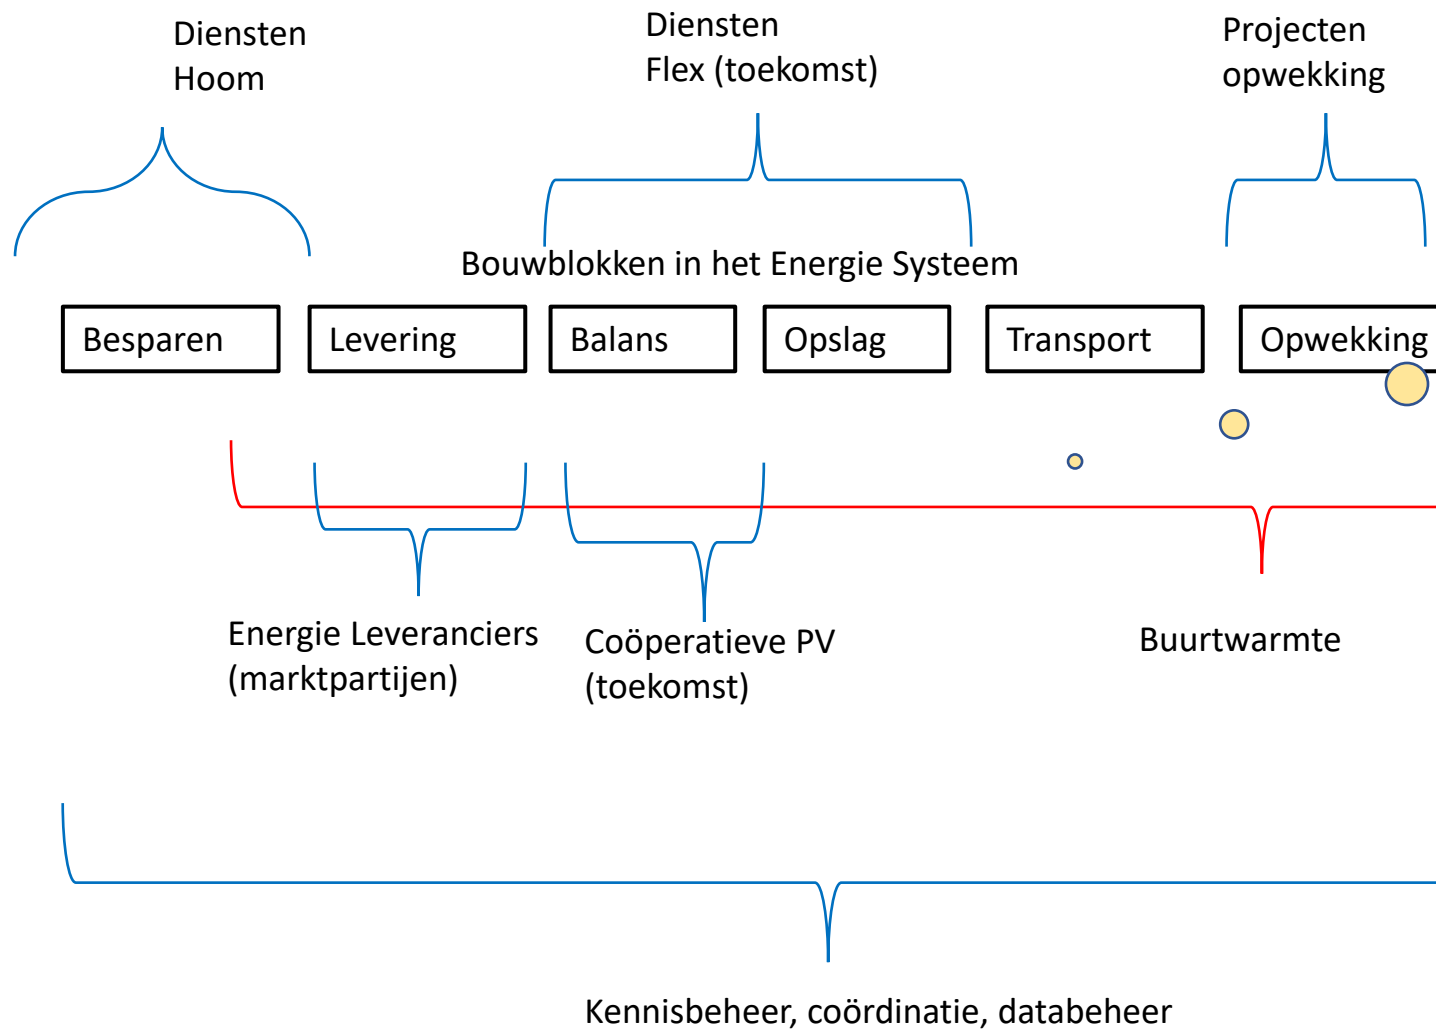 Diensten
Hoom
Diensten
Flex (toekomst)
Projecten
opwekking
Bouwblokken in het Energie Systeem
Besparen
Levering
Balans
Opslag
Transport
Opwekking
Energie Leveranciers
(marktpartijen)
Coöperatieve PV
(toekomst)
Buurtwarmte
Kennisbeheer, coördinatie, databeheer